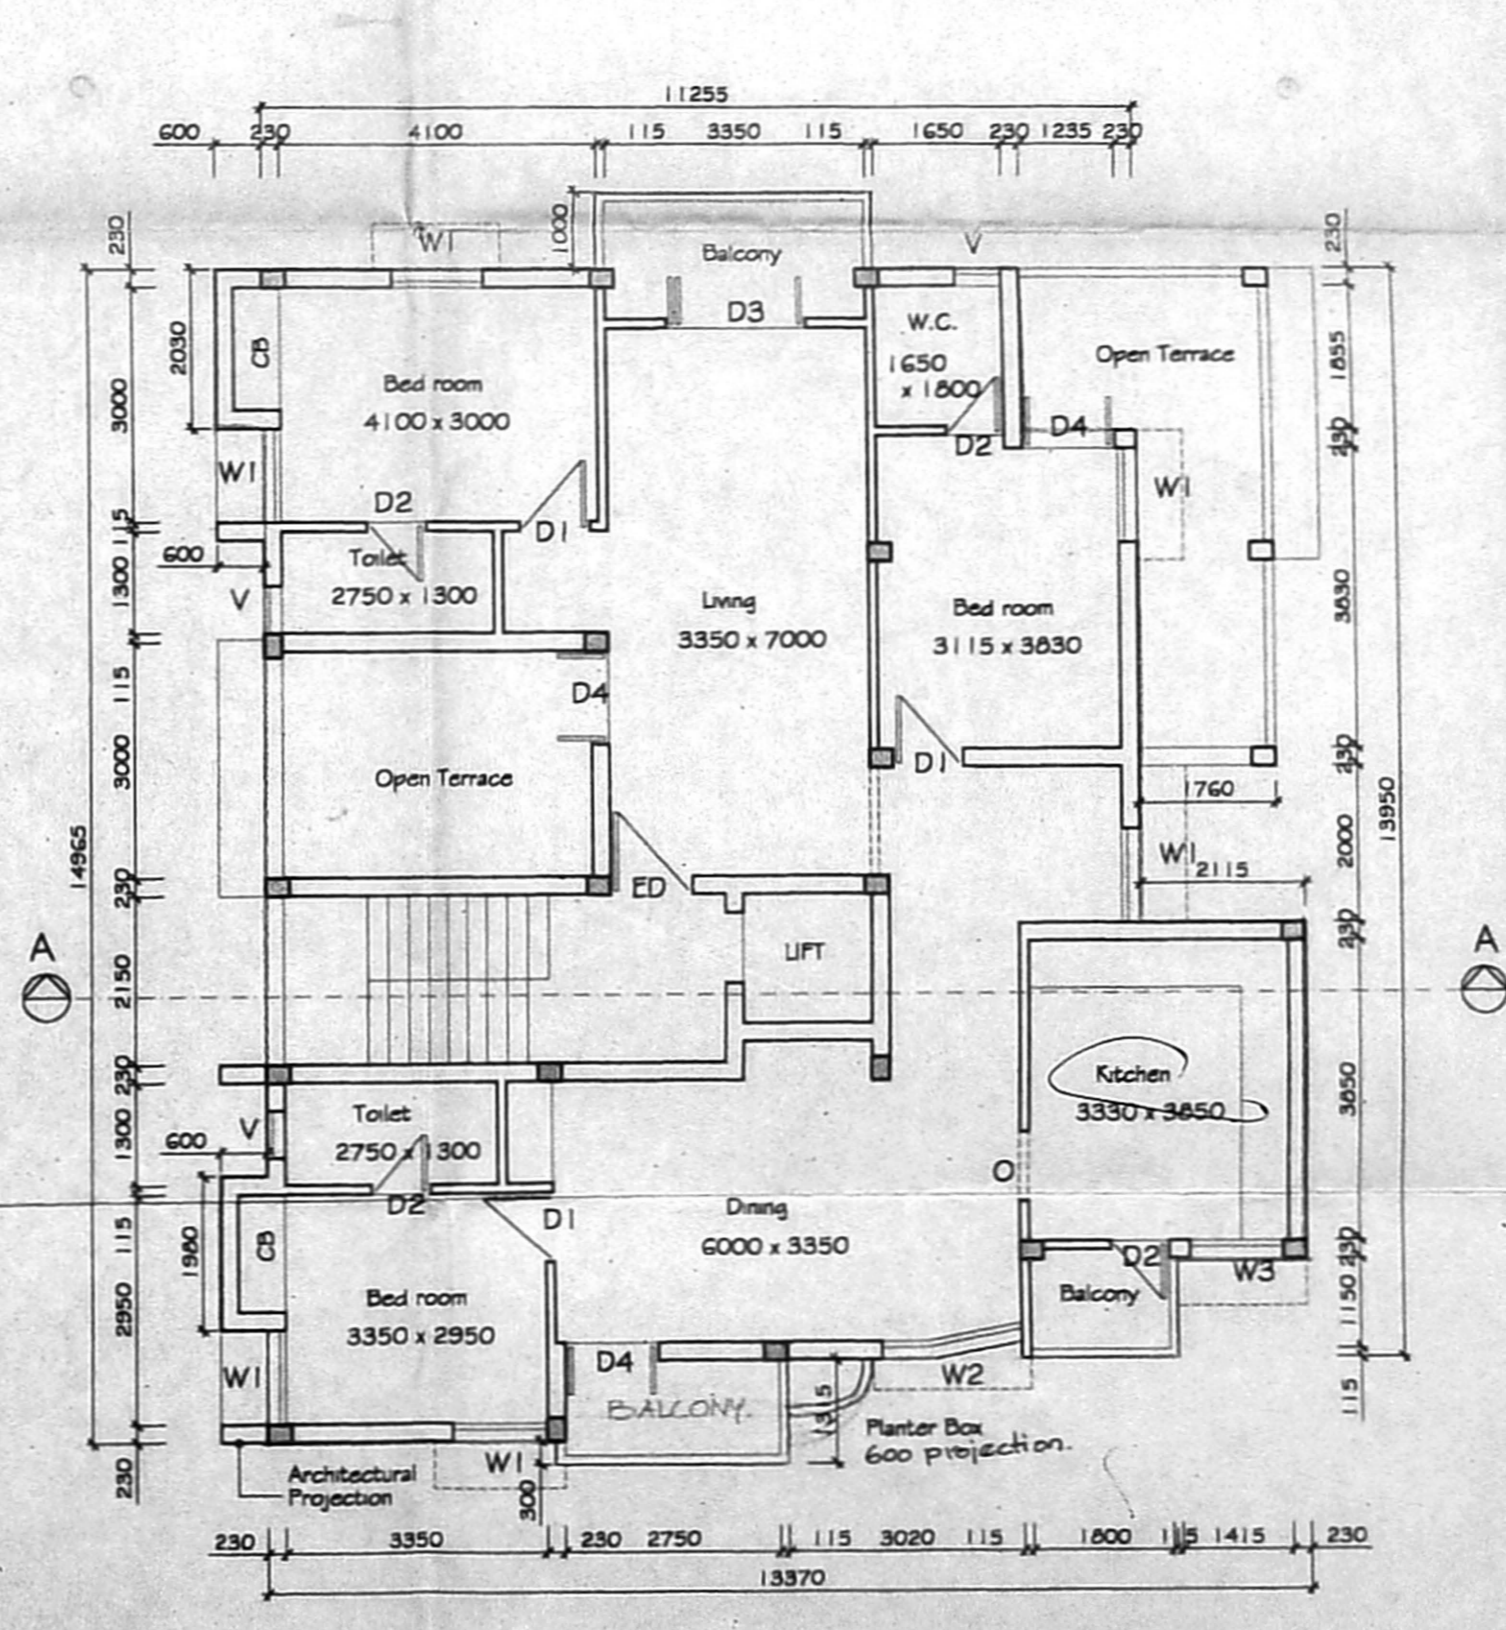 11255
600 230 4100 115 3350 115 1650 230 1235 230
230
1000
W1
Balcony
V
230
D3
W.C.
1650
x 1800
Open Terrace
1855
2030
CB
Bed room
4100 x 3000
3000
D2
D4
230
W1
W1
D2
D1
115
600
Toilet
2750 x 1300
1300
V
Living
3350 x 7000
Bed room
3115 x 3830
3830
115
D4
Open Terrace
3000
D1
230
1760
13950
14965
2000
W1
2115
230
ED
230
A
LIFT
A
2150
230
Kitchen
3330 x 3850
3850
Toilet
2750 x 1300
1300
V
600
O
D2
D1
Dining
6000 x 3350
115
1980
CB
D2
230
W3
Balcony
1150
Bed room
3350 x 2950
2950
W1
D4
W2
115
BALCONY.
1315
Planter Box
600 projection.
W1
230
Architectural
Projection
300
230 3350 230 2750 115 3020 115 1800 115 1415 230
13370